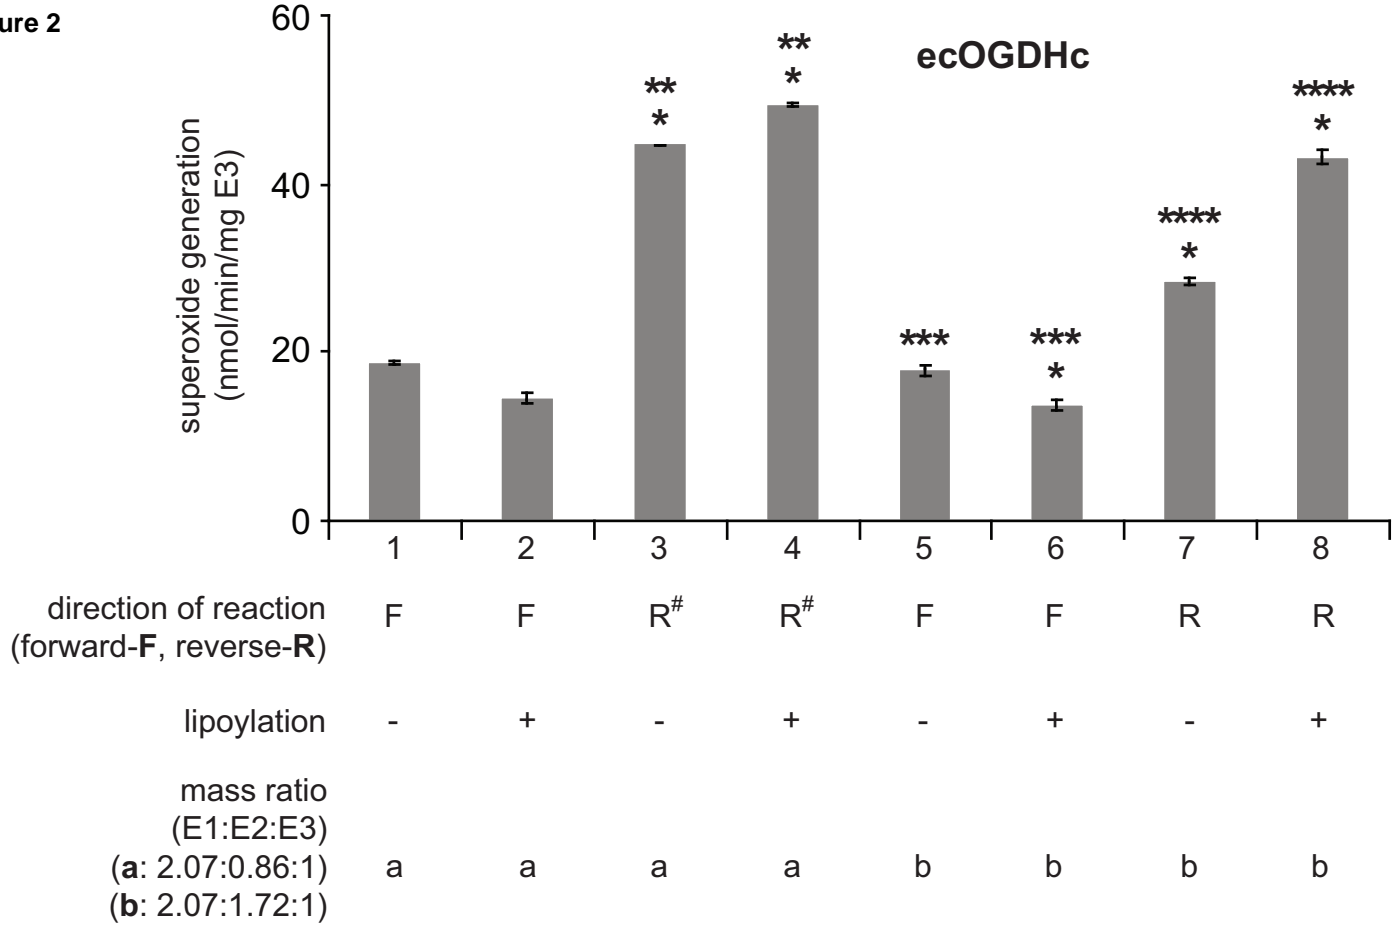 ure 2
ecOGDHc
superoxide generation
(nmol/min/mg E3)
60
40
20
0
**
*
**
*
***
***
*
****
*
****
*
1 2 3 4 5 6 7 8
direction of reaction
(forward-F, reverse-R)
F F R# R# F F R R
lipoylation - + - + - + - +
mass ratio
(E1:E2:E3)
(a: 2.07:0.86:1) a a a a b b b b
(b: 2.07:1.72:1)